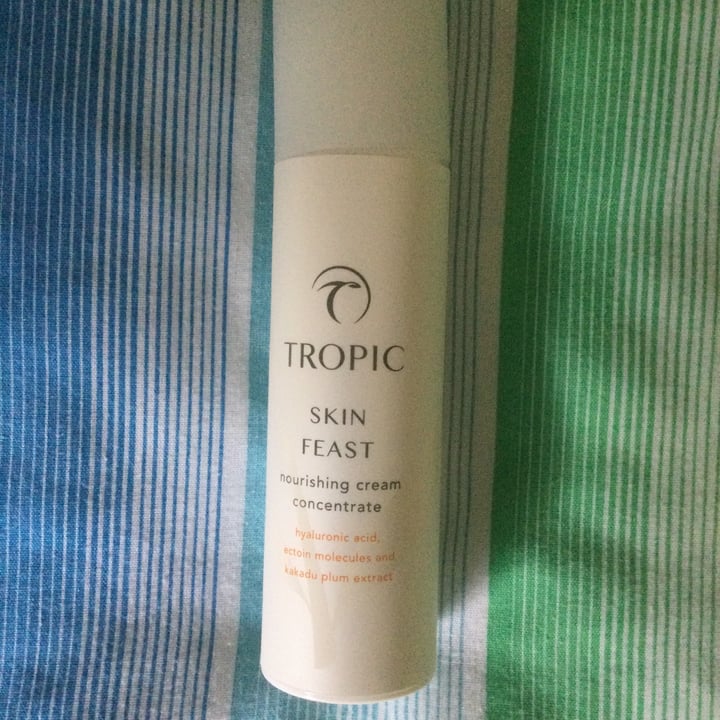 TROPIC
SKIN
FEAST
nourishing cream
concentrate
hyaluronic acid,
ectoin molecules and
kakadu plum extract